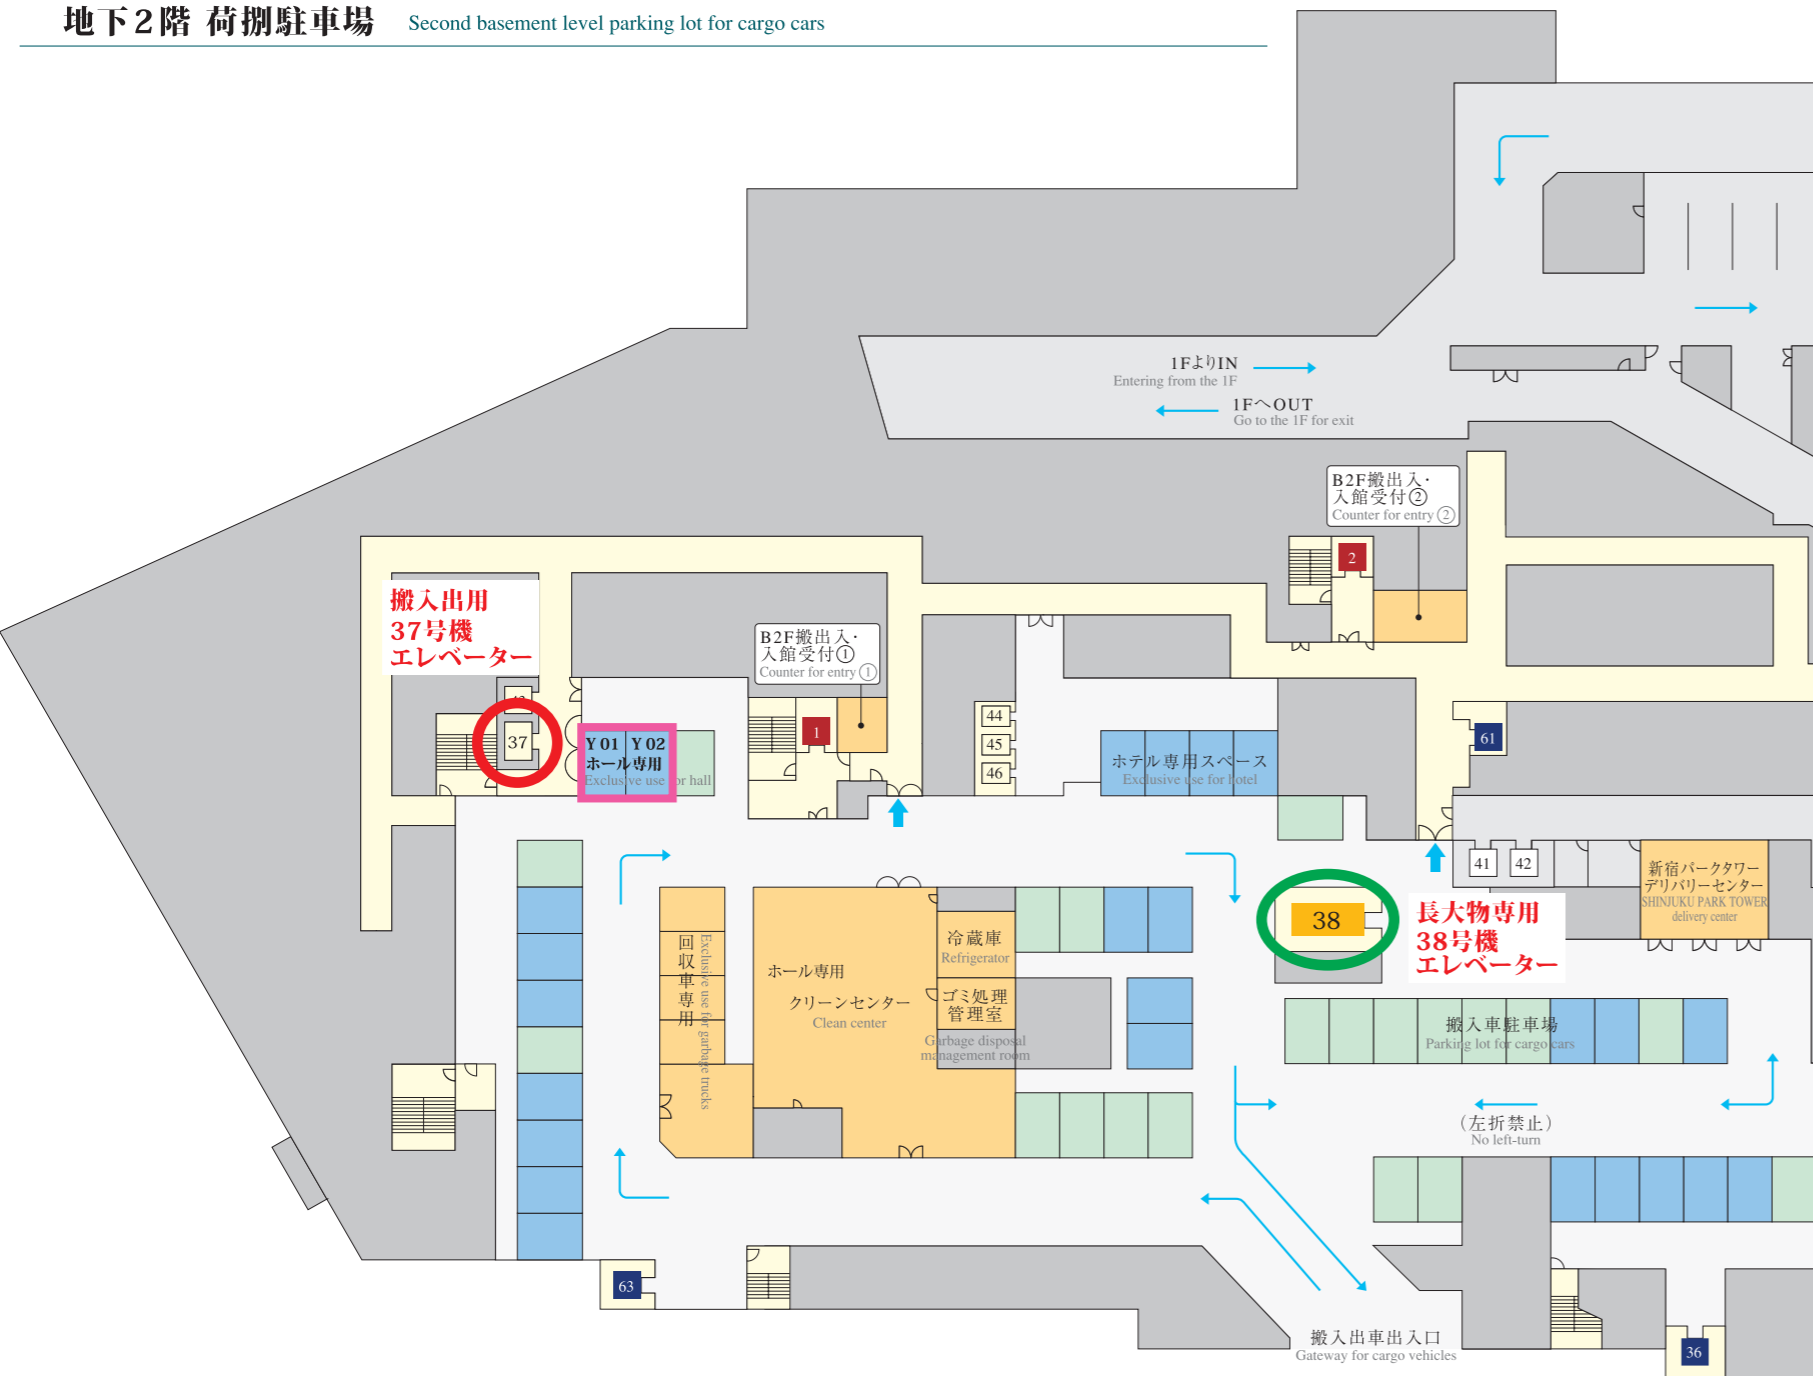 地下2階 荷捌駐車場
Second basement level parking lot for cargo cars
1FよりIN
Entering from the 1F
1FへOUT
Go to the 1F for exit
B2F搬出入・
入館受付②
Counter for entry ②
2
搬入出用
37号機
エレベーター
B2F搬出入・
入館受付①
Counter for entry ①
37
Y 01 Y 02
ホール専用
Exclusive use for hall
1
44
45
46
ホテル専用スペース
Exclusive use for hotel
61
41
42
新宿パークタワー
デリバリーセンター
SHINJUKU PARK TOWER
delivery center
38
長大物専用
38号機
エレベーター
回収車専用
Exclusive use for garbage trucks
ホール専用
クリーンセンター
Clean center
冷蔵庫
Refrigerator
ゴミ処理
管理室
Garbage disposal
management room
搬入車駐車場
Parking lot for cargo cars
(左折禁止)
No left-turn
63
搬入出車出入口
Gateway for cargo vehicles
36